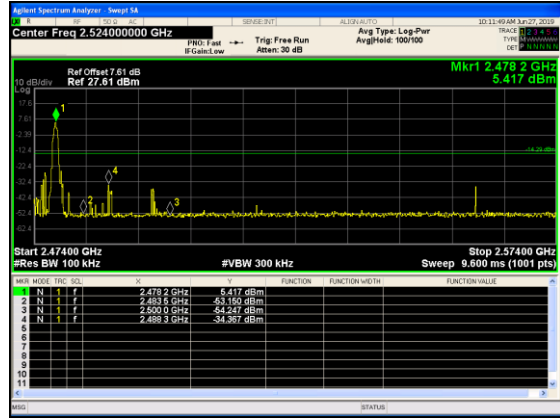 Agilent Spectrum Analyzer - Swept SA
R RF 50 Ω AC SENSE:INT ALIGNAUTO 10:11:49 AM Jun 27, 2019
Center Freq 2.524000000 GHz Avg Type: Log-Pwr TRACE 1 2 3 4 5 6
PNO: Fast Trig: Free Run Avg|Hold: 100/100 TYPE
IFGain:Low Atten: 30 dB DET P N N N N N
Mkr1 2.478 2 GHz
Ref Offset 7.61 dB
10 dB/div Ref 27.61 dBm 5.417 dBm
Log
17.6
7.61
-2.39
-12.4
-14.29 dBm
-22.4
-32.4
-42.4
-52.4
-62.4
1
2
3
4
Start 2.47400 GHz Stop 2.57400 GHz
#Res BW 100 kHz #VBW 300 kHz Sweep 9.600 ms (1001 pts)
MKR MODE TRC SCL X Y FUNCTION FUNCTION WIDTH FUNCTION VALUE
1 N 1 f 2.478 2 GHz 5.417 dBm
2 N 1 f 2.483 5 GHz -53.150 dBm
3 N 1 f 2.500 0 GHz -54.247 dBm
4 N 1 f 2.488 3 GHz -34.367 dBm
5
6
7
8
9
10
11
MSG STATUS